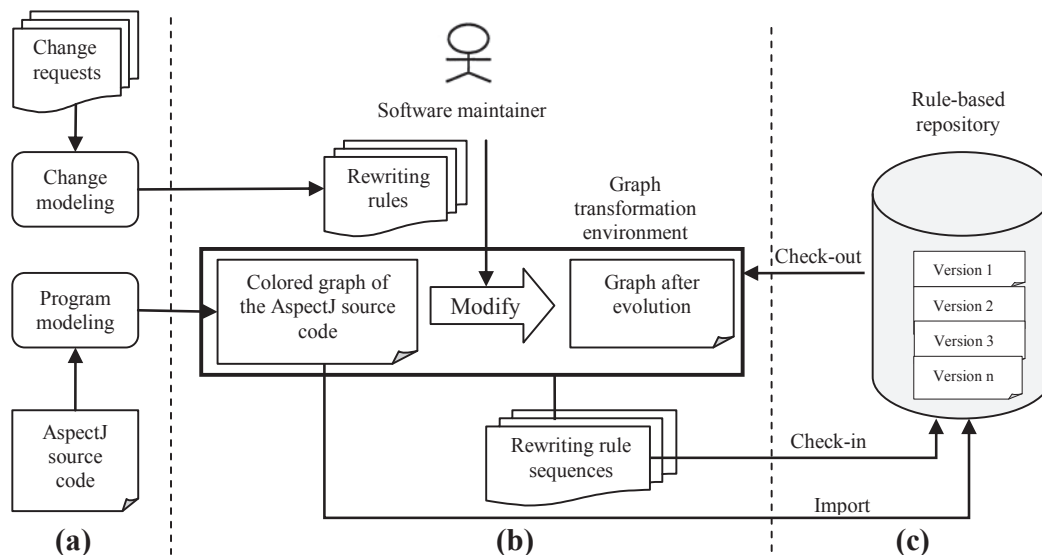 Change
requests
Change
modeling
Program
modeling
AspectJ
source
code
(a)
Software maintainer
Rewriting
rules
Graph
transformation
environment
Colored graph of
the AspectJ source
code
Modify
Graph after
evolution
Rewriting rule
sequences
(b)
Rule-based
repository
Check-out
Version 1
Version 2
Version 3
Version n
Check-in
Import
(c)